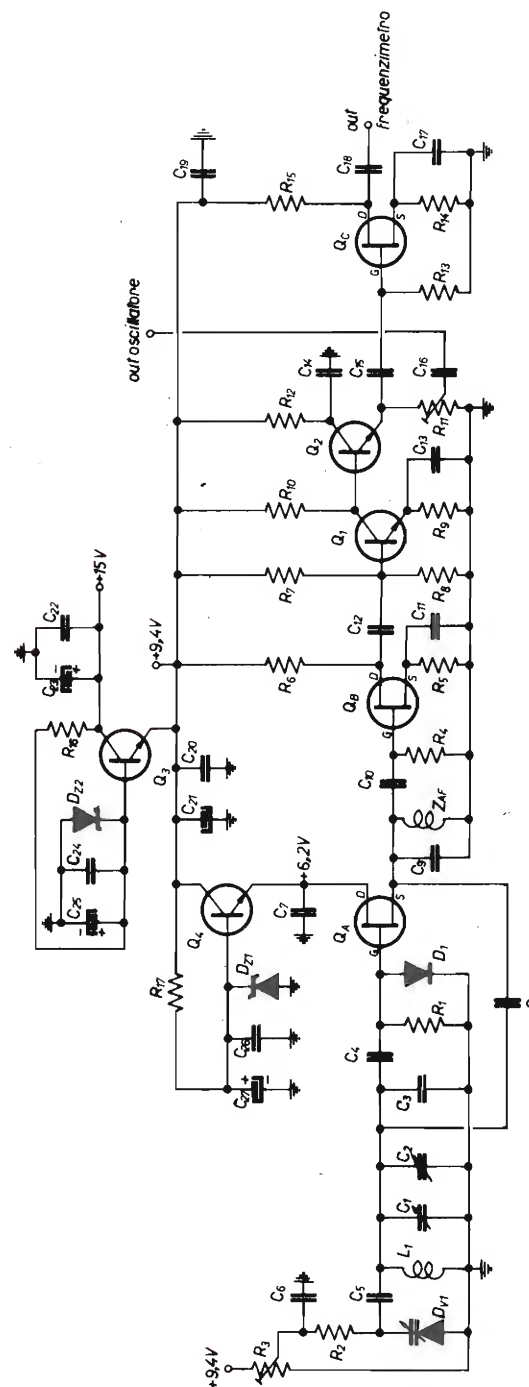 +15V
C22
C23
- +
R16
DZ2
C24
C25
- +
Q3
out oscillatore
C19
+9,4V
C20
C21
R17
Q4
DZ1
C26
C27
+ -
+6,2V
C7
R6
R7
R10
R12
C14
Q2
R15
out
frequenzimetro
C18
D
QC
G
S
C17
R14
R13
C15
C16
R11
C13
Q1
R9
R8
C12
D
QB
G
S
C11
R5
R4
C10
ZAF
C9
D
QA
G
S
D1
R1
C4
C3
C2
C1
L1
C5
DV1
C6
R2
R3
+9,4V
C